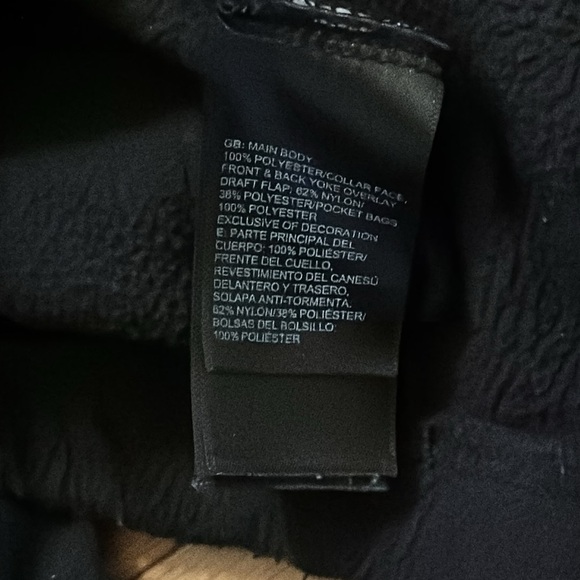 GB: MAIN BODY
100% POLYESTER/COLLAR FACE,
FRONT & BACK YOKE OVERLAY
DRAFT FLAP: 62% NYLON/
38% POLYESTER/POCKET BAGS
100% POLYESTER
EXCLUSIVE OF DECORATION
E: PARTE PRINCIPAL DEL
CUERPO: 100% POLIÉSTER/
FRENTE DEL CUELLO,
REVESTIMIENTO DEL CANESÚ
DELANTERO Y TRASERO,
SOLAPA ANTI-TORMENTA.
62% NYLON/38% POLIÉSTER/
BOLSAS DEL BOLSILLO:
100% POLIÉSTER